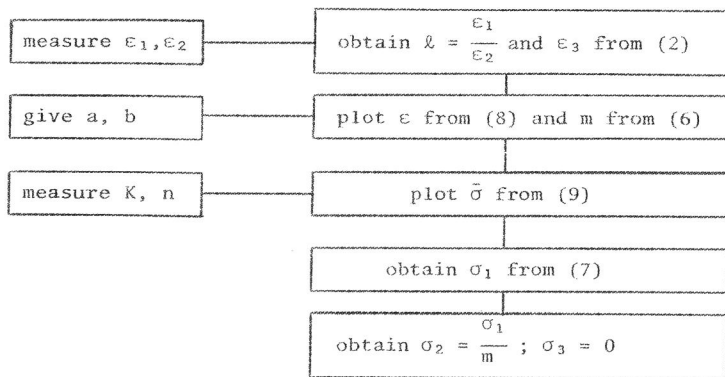 measure ε₁,ε₂
obtain ℓ = ε₁/ε₂ and ε₃ from (2)
give a, b
plot ε from (8) and m from (6)
measure K, n
plot σ̄ from (9)
obtain σ₁ from (7)
obtain σ₂ = σ₁/m ; σ₃ = 0